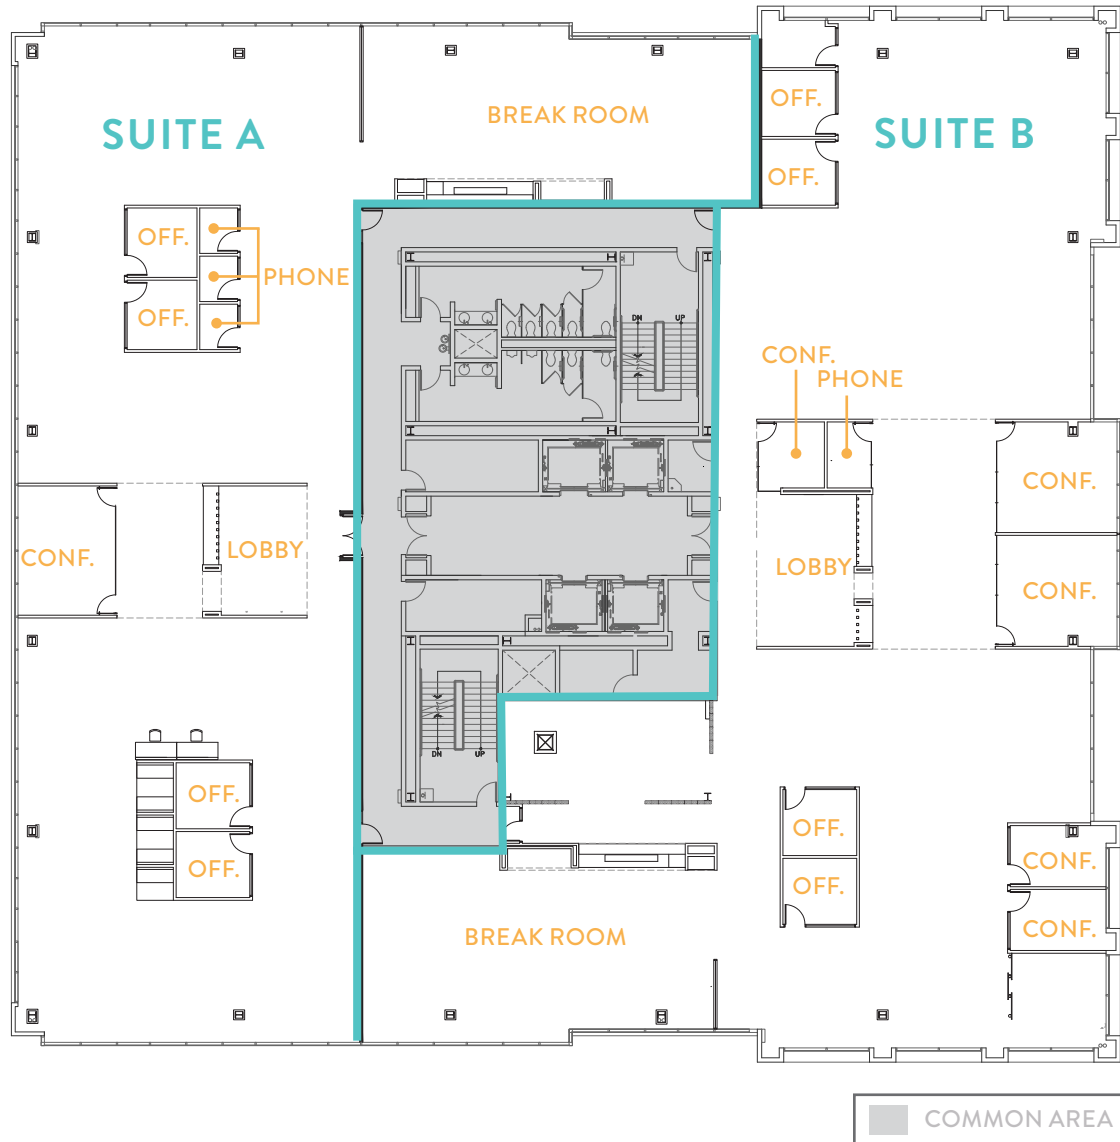 BREAK ROOM
OFF.
SUITE A
SUITE B
OFF.
OFF.
PHONE
OFF.
DN
UP
CONF.
PHONE
CONF.
LOBBY
CONF.
LOBBY
CONF.
DN
UP
OFF.
OFF.
OFF.
OFF.
CONF.
CONF.
BREAK ROOM
COMMON AREA